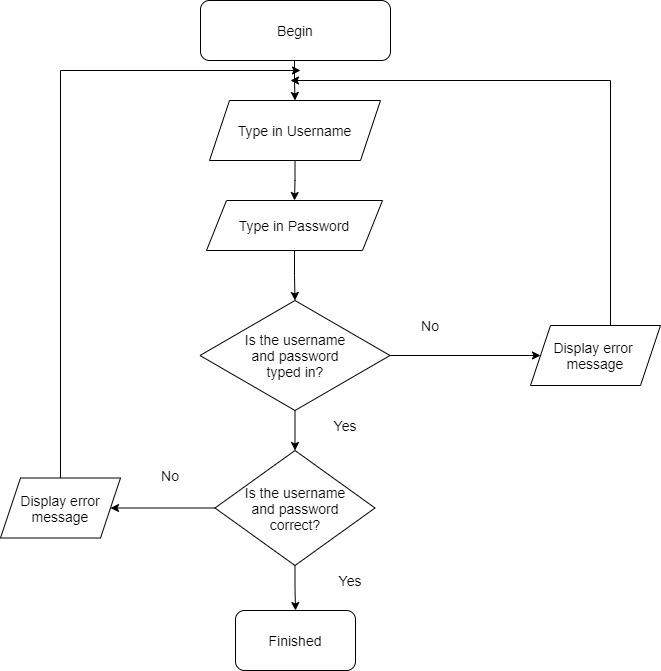 Begin
Type in Username
Type in Password
Is the username
and password
typed in?
No
Display error
message
Yes
Is the username
and password
correct?
No
Display error
message
Yes
Finished